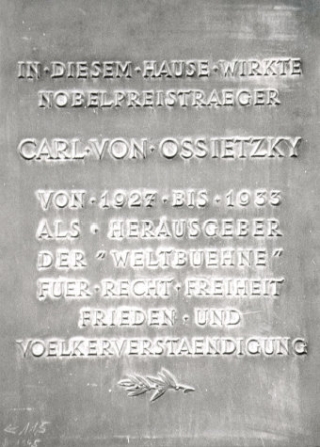 IN · DIESEM · HAUSE · WIRKTE
NOBELPREISTRAEGER
CARL · VON · OSSIETZKY
VON · 1927 · BIS · 1933
ALS · HERAUSGEBER
DER "WELTBUEHNE"
FUER · RECHT · FREIHEIT
FRIEDEN · UND
VOELKERVERSTAENDIGUNG